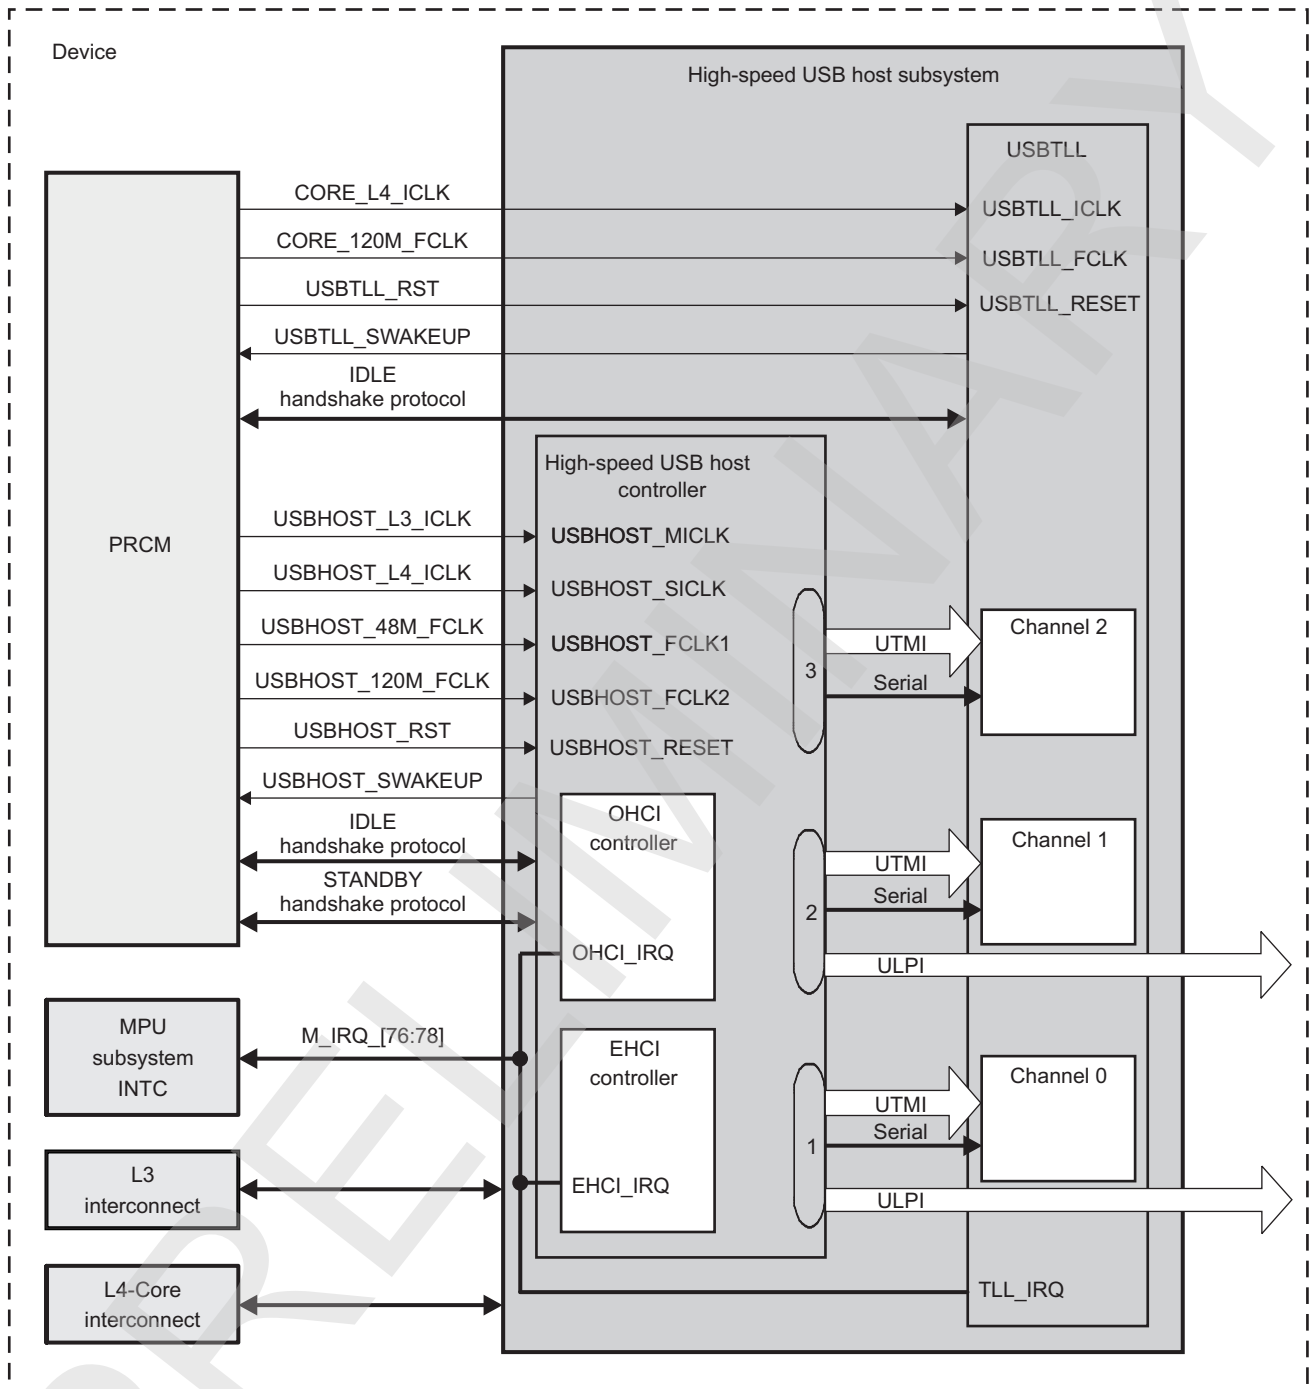 Device
High-speed USB host subsystem
USBTLL
CORE_L4_ICLK
USBTLL_ICLK
CORE_120M_FCLK
USBTLL_FCLK
USBTLL_RST
USBTLL_RESET
USBTLL_SWAKEUP
IDLE
handshake protocol
High-speed USB host
controller
PRCM
USBHOST_L3_ICLK
USBHOST_MICLK
USBHOST_L4_ICLK
USBHOST_SICLK
USBHOST_48M_FCLK
USBHOST_FCLK1
USBHOST_120M_FCLK
USBHOST_FCLK2
USBHOST_RST
USBHOST_RESET
USBHOST_SWAKEUP
IDLE
handshake protocol
STANDBY
handshake protocol
3
UTMI
Serial
Channel 2
OHCI
controller
OHCI_IRQ
2
UTMI
Serial
ULPI
Channel 1
MPU
subsystem
INTC
M_IRQ_[76:78]
EHCI
controller
EHCI_IRQ
1
UTMI
Serial
ULPI
Channel 0
L3
interconnect
L4-Core
interconnect
TLL_IRQ
PRELIMINARY